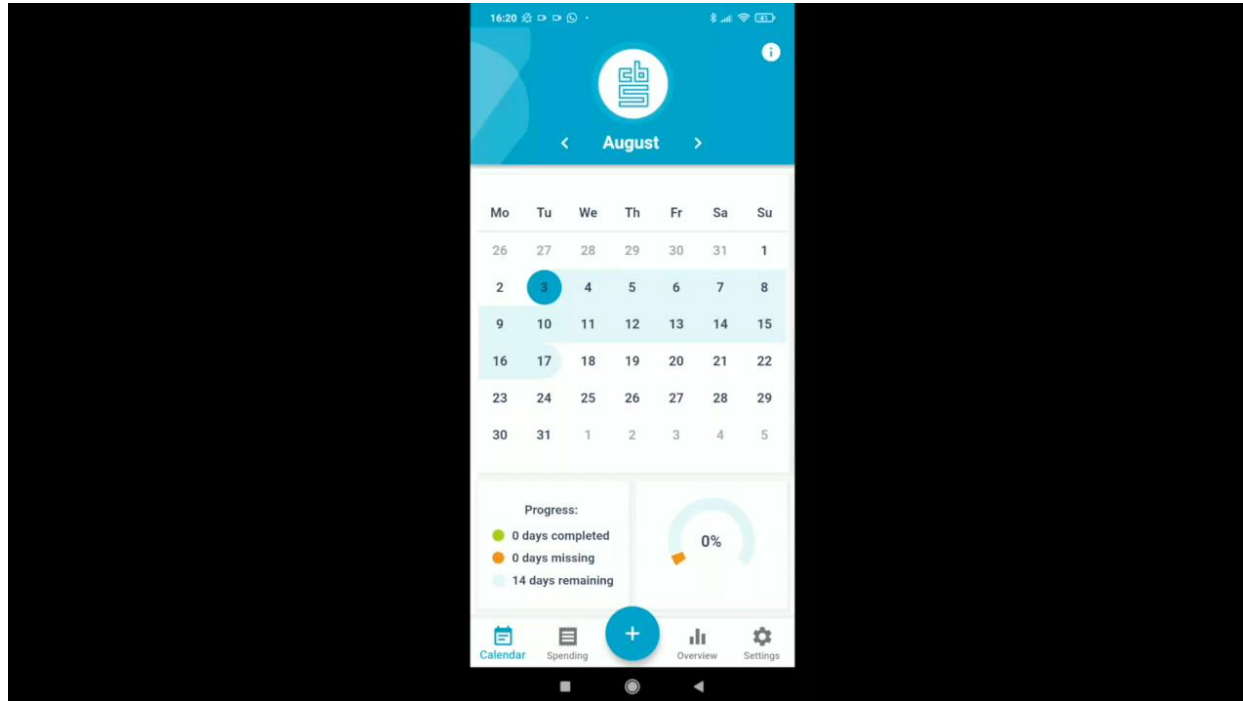 16:20
cbs
August
Mo Tu We Th Fr Sa Su
26 27 28 29 30 31 1
2 3 4 5 6 7 8
9 10 11 12 13 14 15
16 17 18 19 20 21 22
23 24 25 26 27 28 29
30 31 1 2 3 4 5
Progress:
0 days completed
0 days missing
14 days remaining
0%
Calendar Spending + Overview Settings